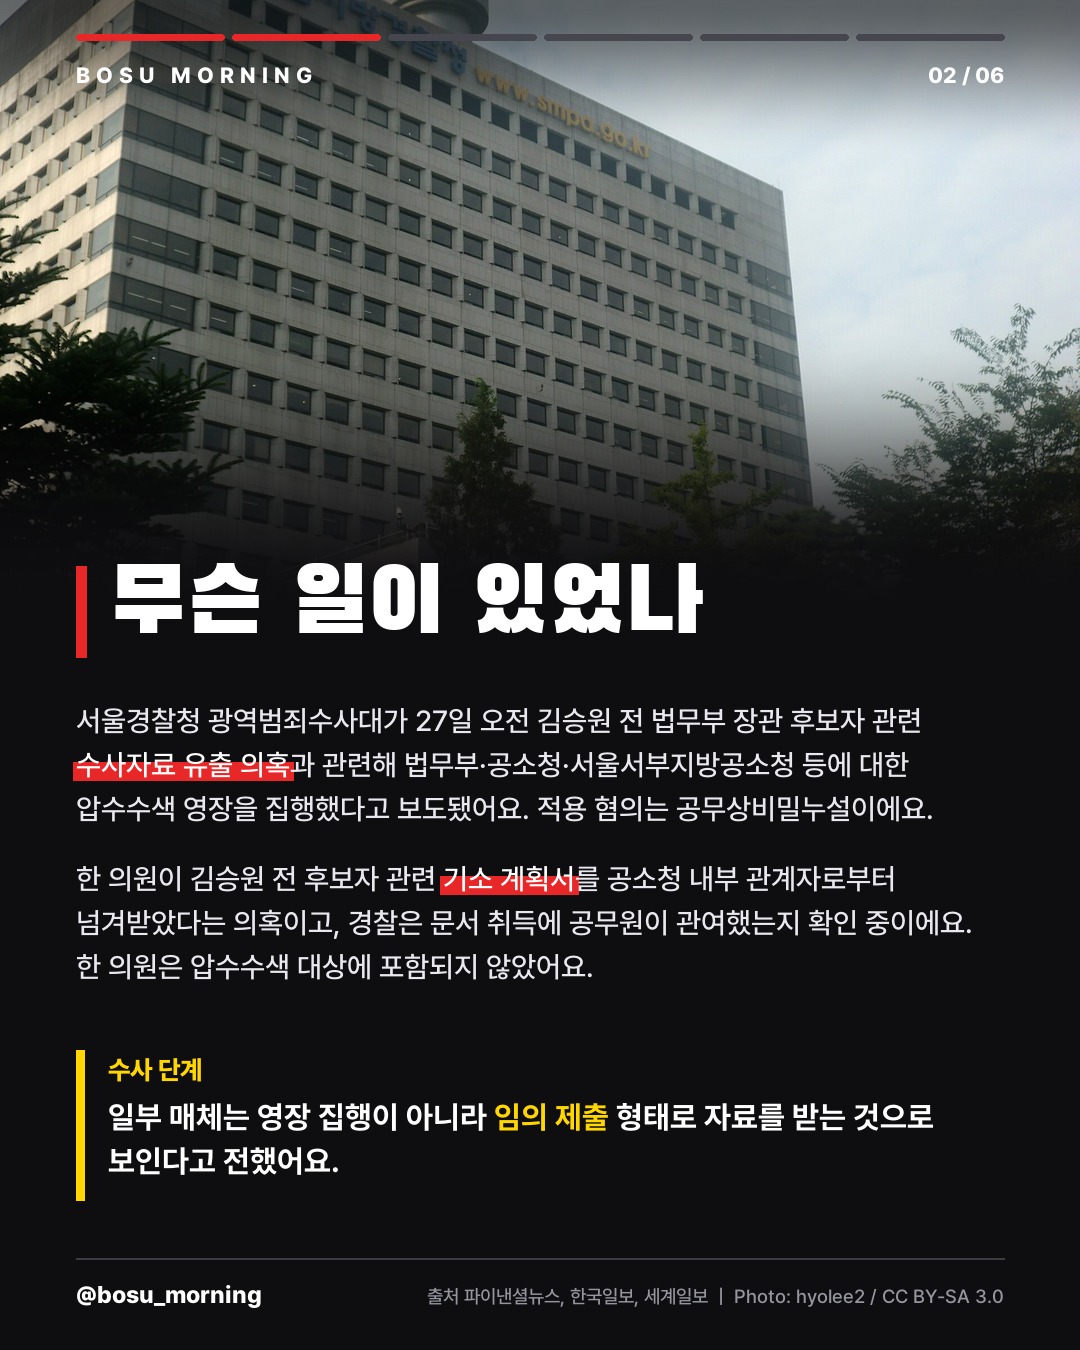 지방경찰청 www.smpa.go.kr
BOSU MORNING
02 / 06
무슨 일이 있었나
서울경찰청 광역범죄수사대가 27일 오전 김승원 전 법무부 장관 후보자 관련
수사자료 유출 의혹과 관련해 법무부·공소청·서울서부지방공소청 등에 대한
압수수색 영장을 집행했다고 보도됐어요. 적용 혐의는 공무상비밀누설이에요.
한 의원이 김승원 전 후보자 관련 기소 계획서를 공소청 내부 관계자로부터
넘겨받았다는 의혹이고, 경찰은 문서 취득에 공무원이 관여했는지 확인 중이에요.
한 의원은 압수수색 대상에 포함되지 않았어요.
수사 단계
일부 매체는 영장 집행이 아니라 임의 제출 형태로 자료를 받는 것으로
보인다고 전했어요.
@bosu_morning
출처 파이낸셜뉴스, 한국일보, 세계일보 | Photo: hyolee2 / CC BY-SA 3.0